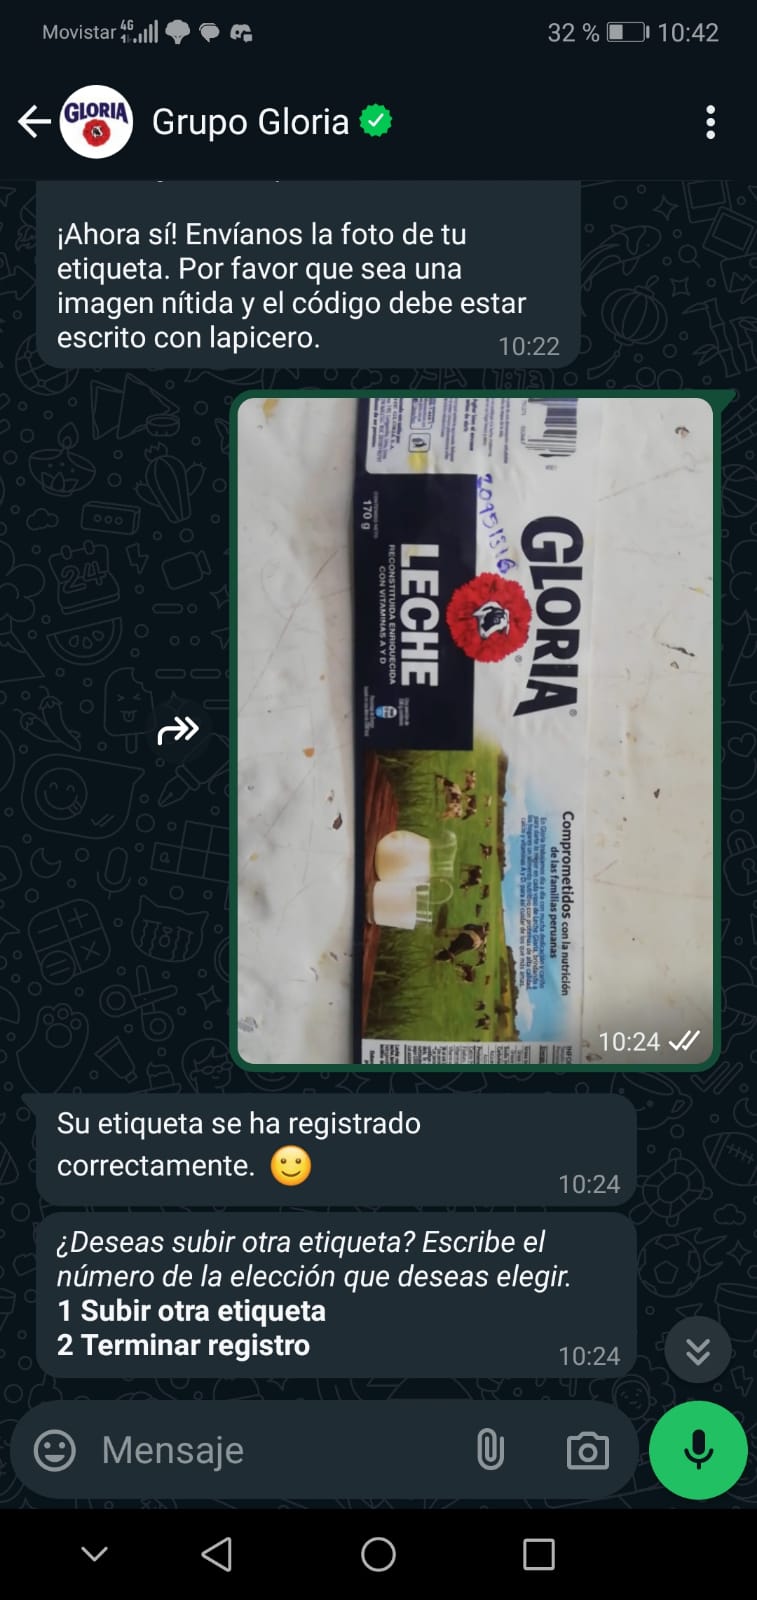 Movistar 4G
32 % 10:42
GLORIA
Grupo Gloria
¡Ahora sí! Envíanos la foto de tu
etiqueta. Por favor que sea una
imagen nítida y el código debe estar
escrito con lapicero.
10:22
GLORIA
20951516
LECHE
RECONSTITUIDA ENRIQUECIDA
CON VITAMINAS A Y D
CONTENIDO NETO
170 g
Comprometidos con la nutrición
de las familias peruanas
10:24
Su etiqueta se ha registrado
correctamente. 🙂
10:24
¿Deseas subir otra etiqueta? Escribe el
número de la elección que deseas elegir.
1 Subir otra etiqueta
2 Terminar registro
10:24
Mensaje